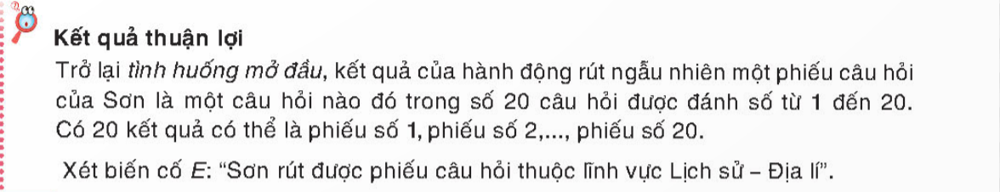 Kết quả thuận lợi
Trở lại tình huống mở đầu, kết quả của hành động rút ngẫu nhiên một phiếu câu hỏi
của Sơn là một câu hỏi nào đó trong số 20 câu hỏi được đánh số từ 1 đến 20.
Có 20 kết quả có thể là phiếu số 1, phiếu số 2,..., phiếu số 20.
Xét biến cố E: “Sơn rút được phiếu câu hỏi thuộc lĩnh vực Lịch sử – Địa lí”.